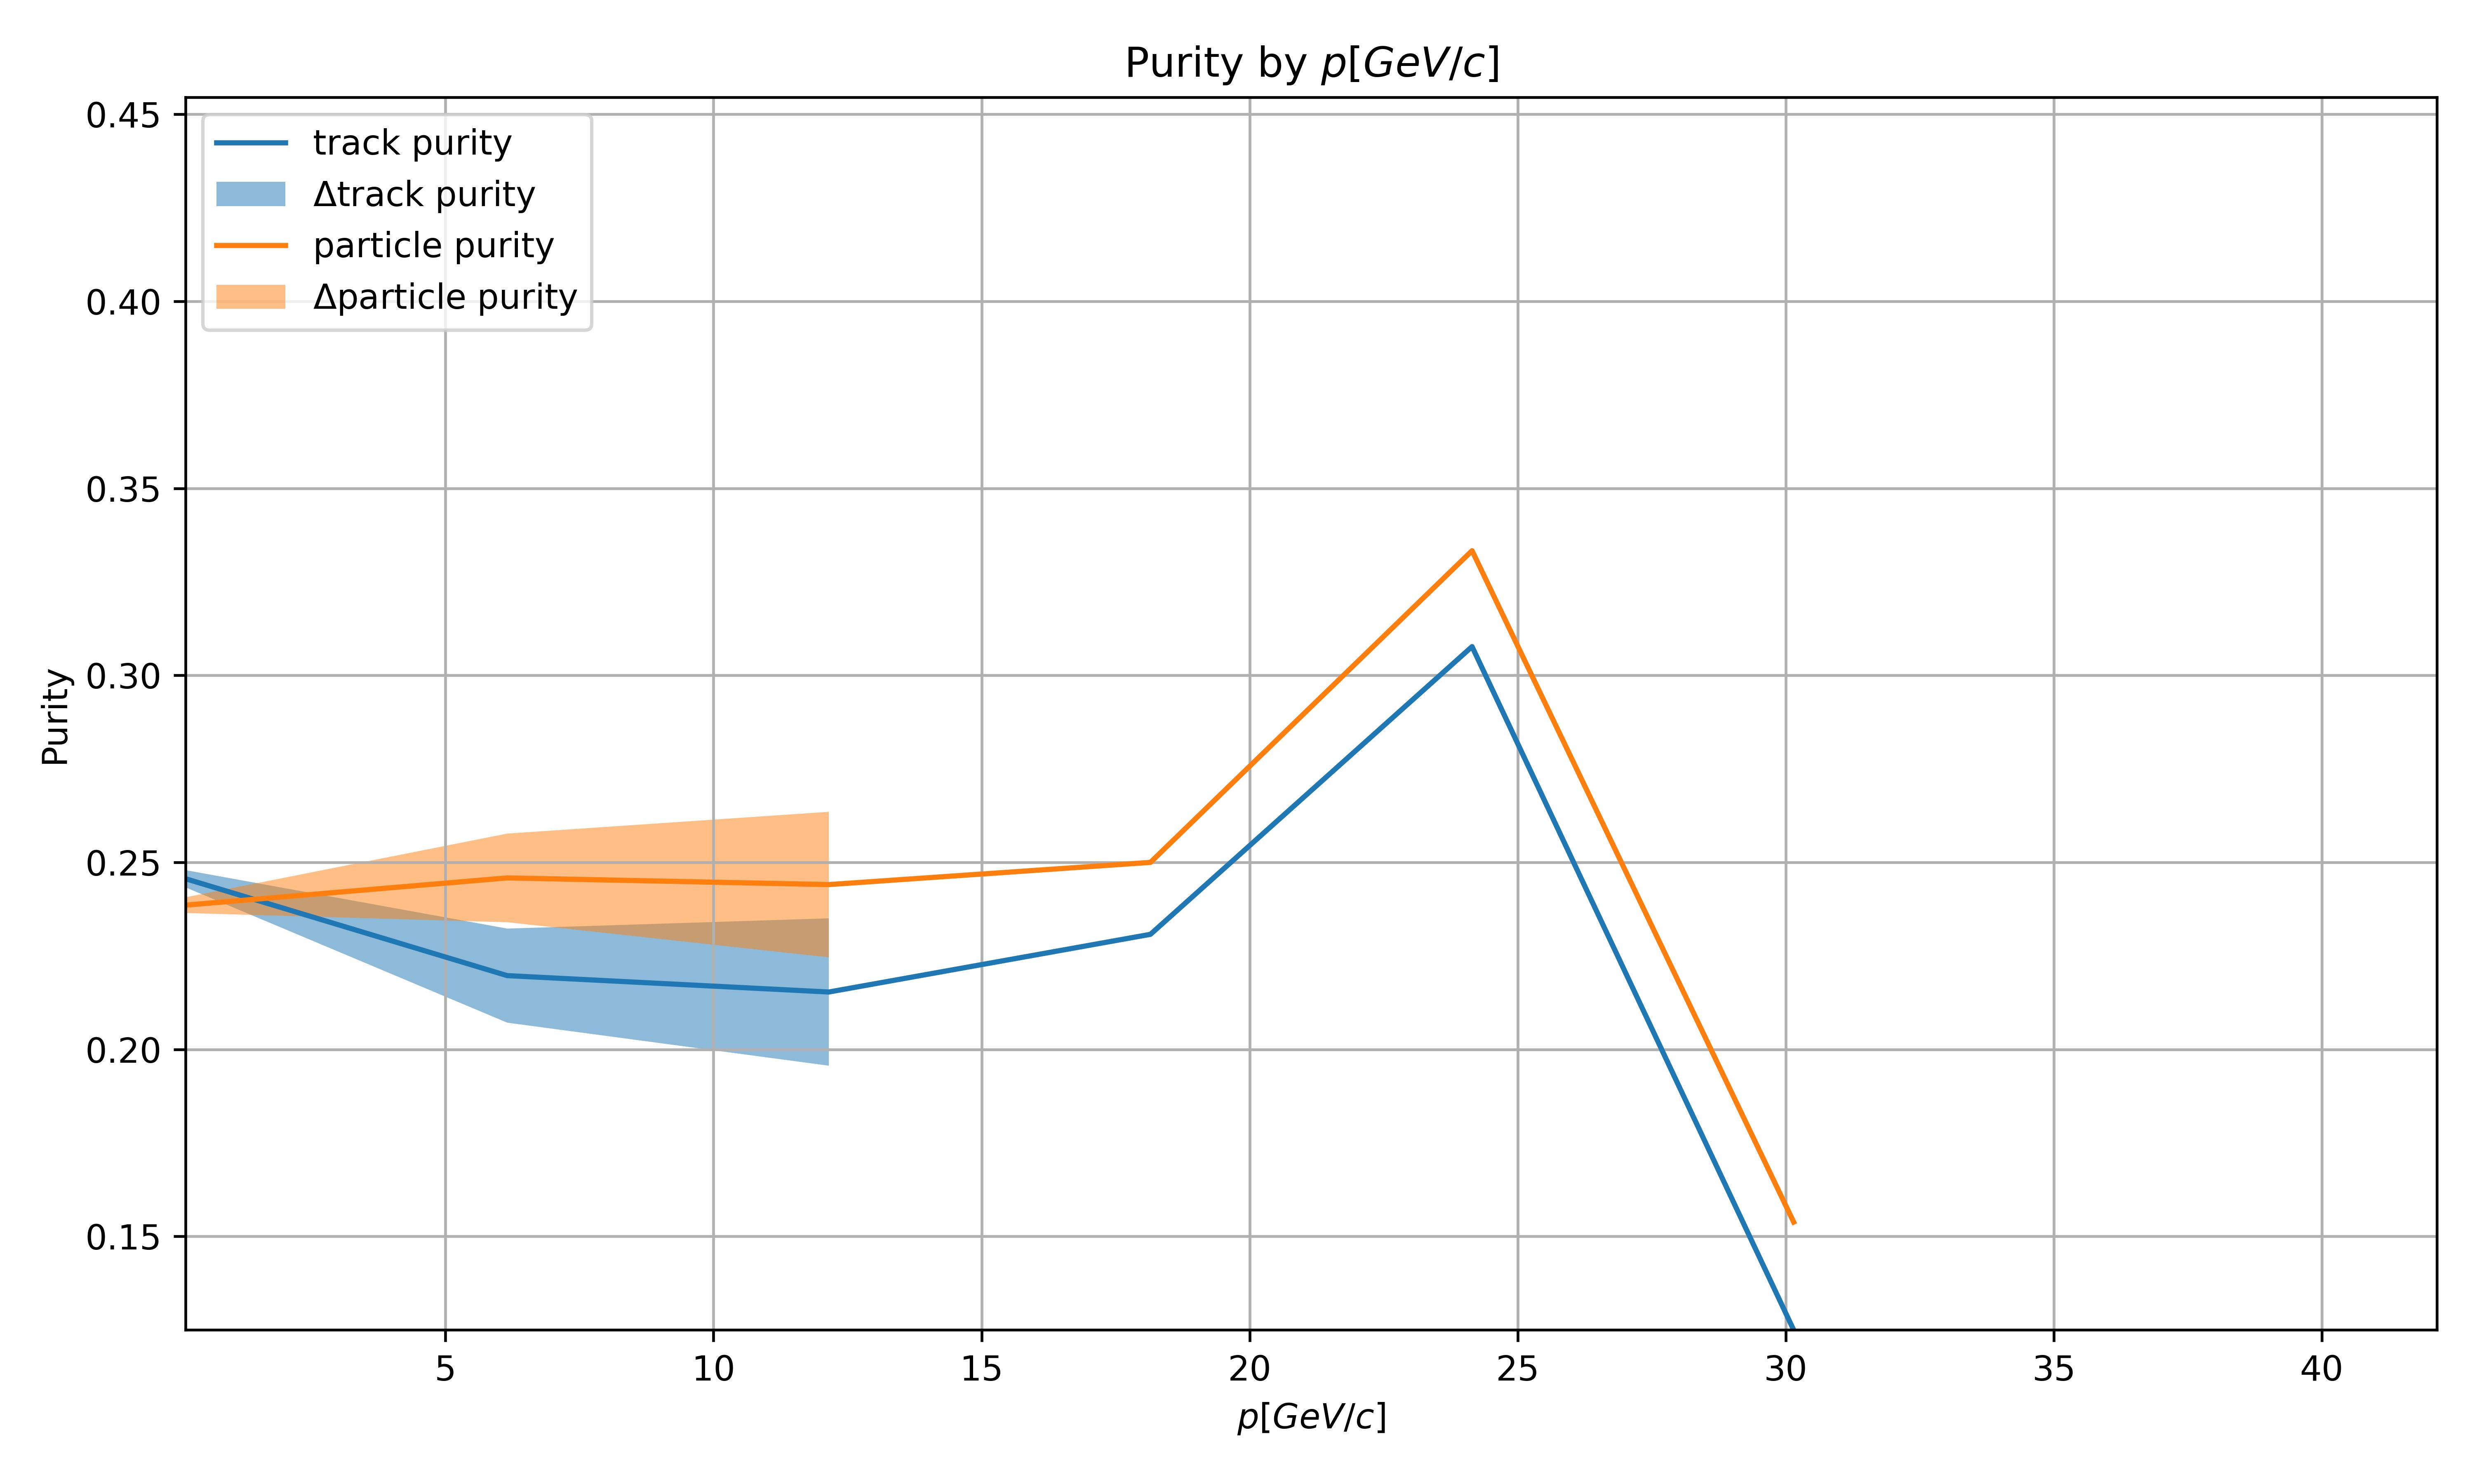 Purity by p[GeV/c]
0.45
0.40
0.35
0.30
0.25
0.20
0.15
Purity
track purity
Δtrack purity
particle purity
Δparticle purity
5 10 15 20 25 30 35 40
p[GeV/c]